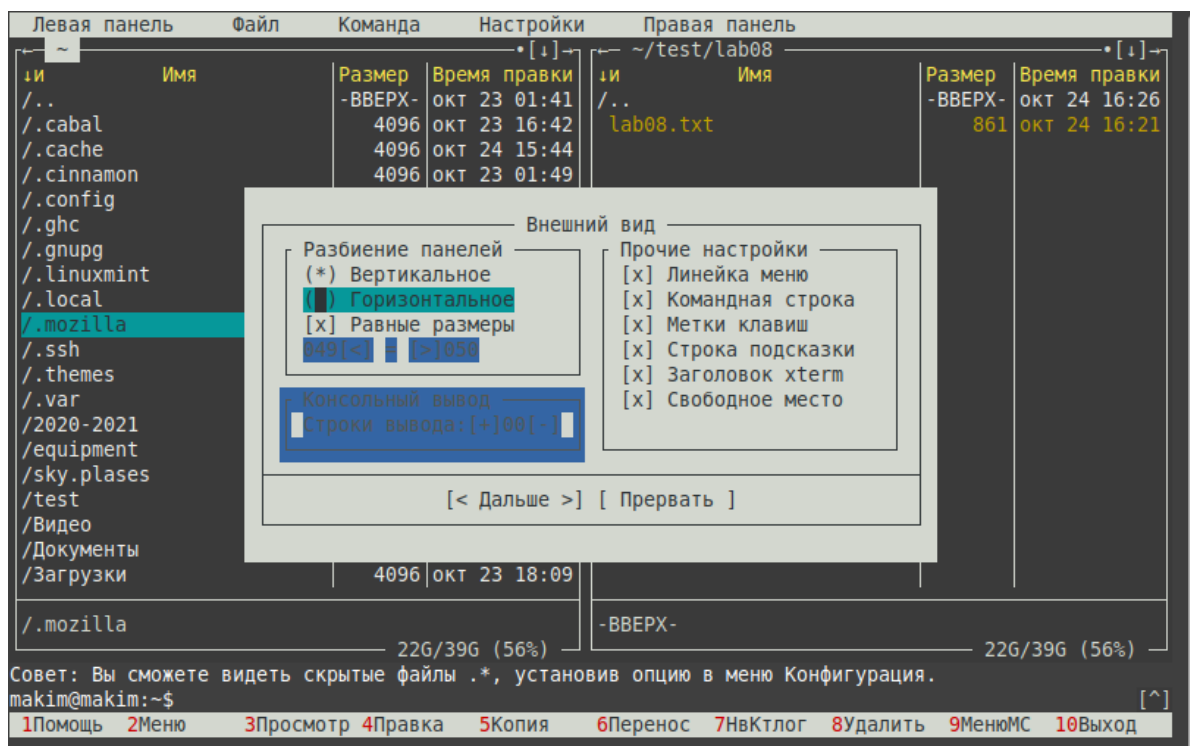 Левая панель Файл Команда Настройки Правая панель
~ •[↓] ~/test/lab08 •[↓]
↓и Имя Размер Время правки ↓и Имя Размер Время правки
/.. -ВВЕРХ- окт 23 01:41 /.. -ВВЕРХ- окт 24 16:26
/.cabal 4096 окт 23 16:42 lab08.txt 861 окт 24 16:21
/.cache 4096 окт 24 15:44
/.cinnamon 4096 окт 23 01:49
/.config
/.ghc Внешний вид
/.gnupg Разбиение панелей Прочие настройки
/.linuxmint (*) Вертикальное [x] Линейка меню
/.local ( ) Горизонтальное [x] Командная строка
/.mozilla [x] Равные размеры [x] Метки клавиш
/.ssh 049[<] = [>]050 [x] Строка подсказки
/.themes [x] Заголовок xterm
/.var Консольный вывод [x] Свободное место
/2020-2021 Строки вывода:[+]00[-]
/equipment
/sky.plases
/test [< Дальше >] [ Прервать ]
/Видео
/Документы
/Загрузки 4096 окт 23 18:09
/.mozilla -ВВЕРХ-
22G/39G (56%) 22G/39G (56%)
Совет: Вы сможете видеть скрытые файлы .*, установив опцию в меню Конфигурация.
makim@makim:~$ [^]
1Помощь 2Меню 3Просмотр 4Правка 5Копия 6Перенос 7НвКтлог 8Удалить 9МенюМС 10Выход